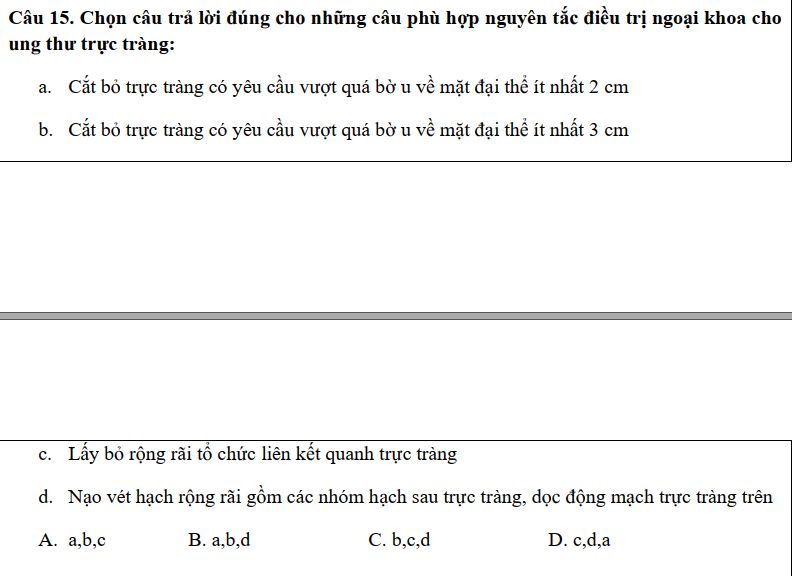 Câu 15. Chọn câu trả lời đúng cho những câu phù hợp nguyên tắc điều trị ngoại khoa cho
ung thư trực tràng:
a. Cắt bỏ trực tràng có yêu cầu vượt quá bờ u về mặt đại thể ít nhất 2 cm
b. Cắt bỏ trực tràng có yêu cầu vượt quá bờ u về mặt đại thể ít nhất 3 cm
c. Lấy bỏ rộng rãi tổ chức liên kết quanh trực tràng
d. Nạo vét hạch rộng rãi gồm các nhóm hạch sau trực tràng, dọc động mạch trực tràng trên
A. a,b,c B. a,b,d C. b,c,d D. c,d,a